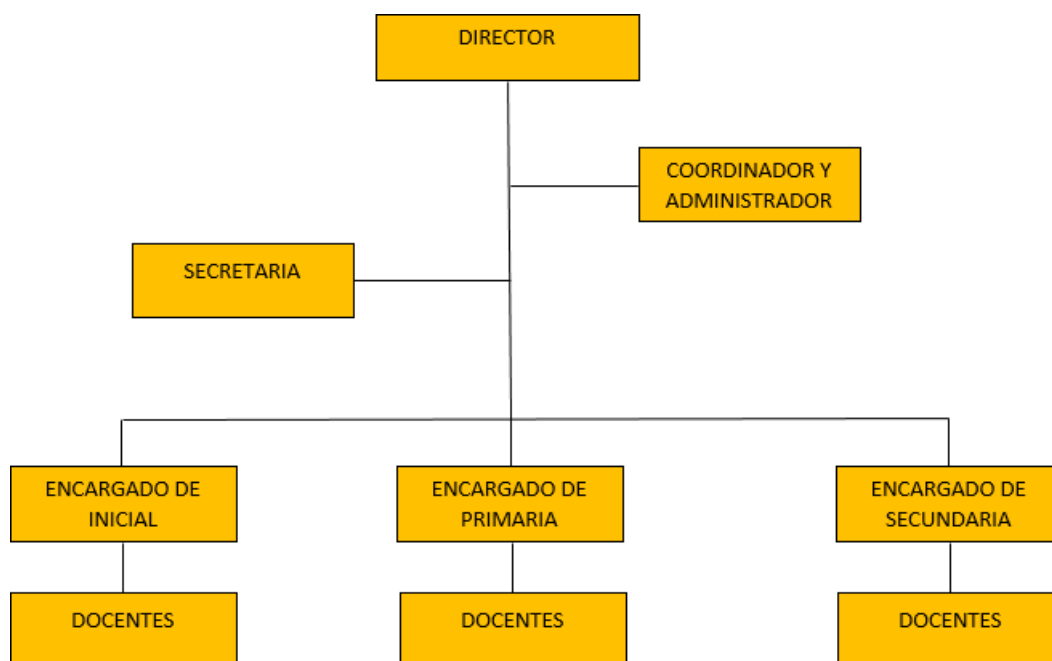 DIRECTOR
COORDINADOR Y
ADMINISTRADOR
SECRETARIA
ENCARGADO DE
INICIAL
ENCARGADO DE
PRIMARIA
ENCARGADO DE
SECUNDARIA
DOCENTES
DOCENTES
DOCENTES